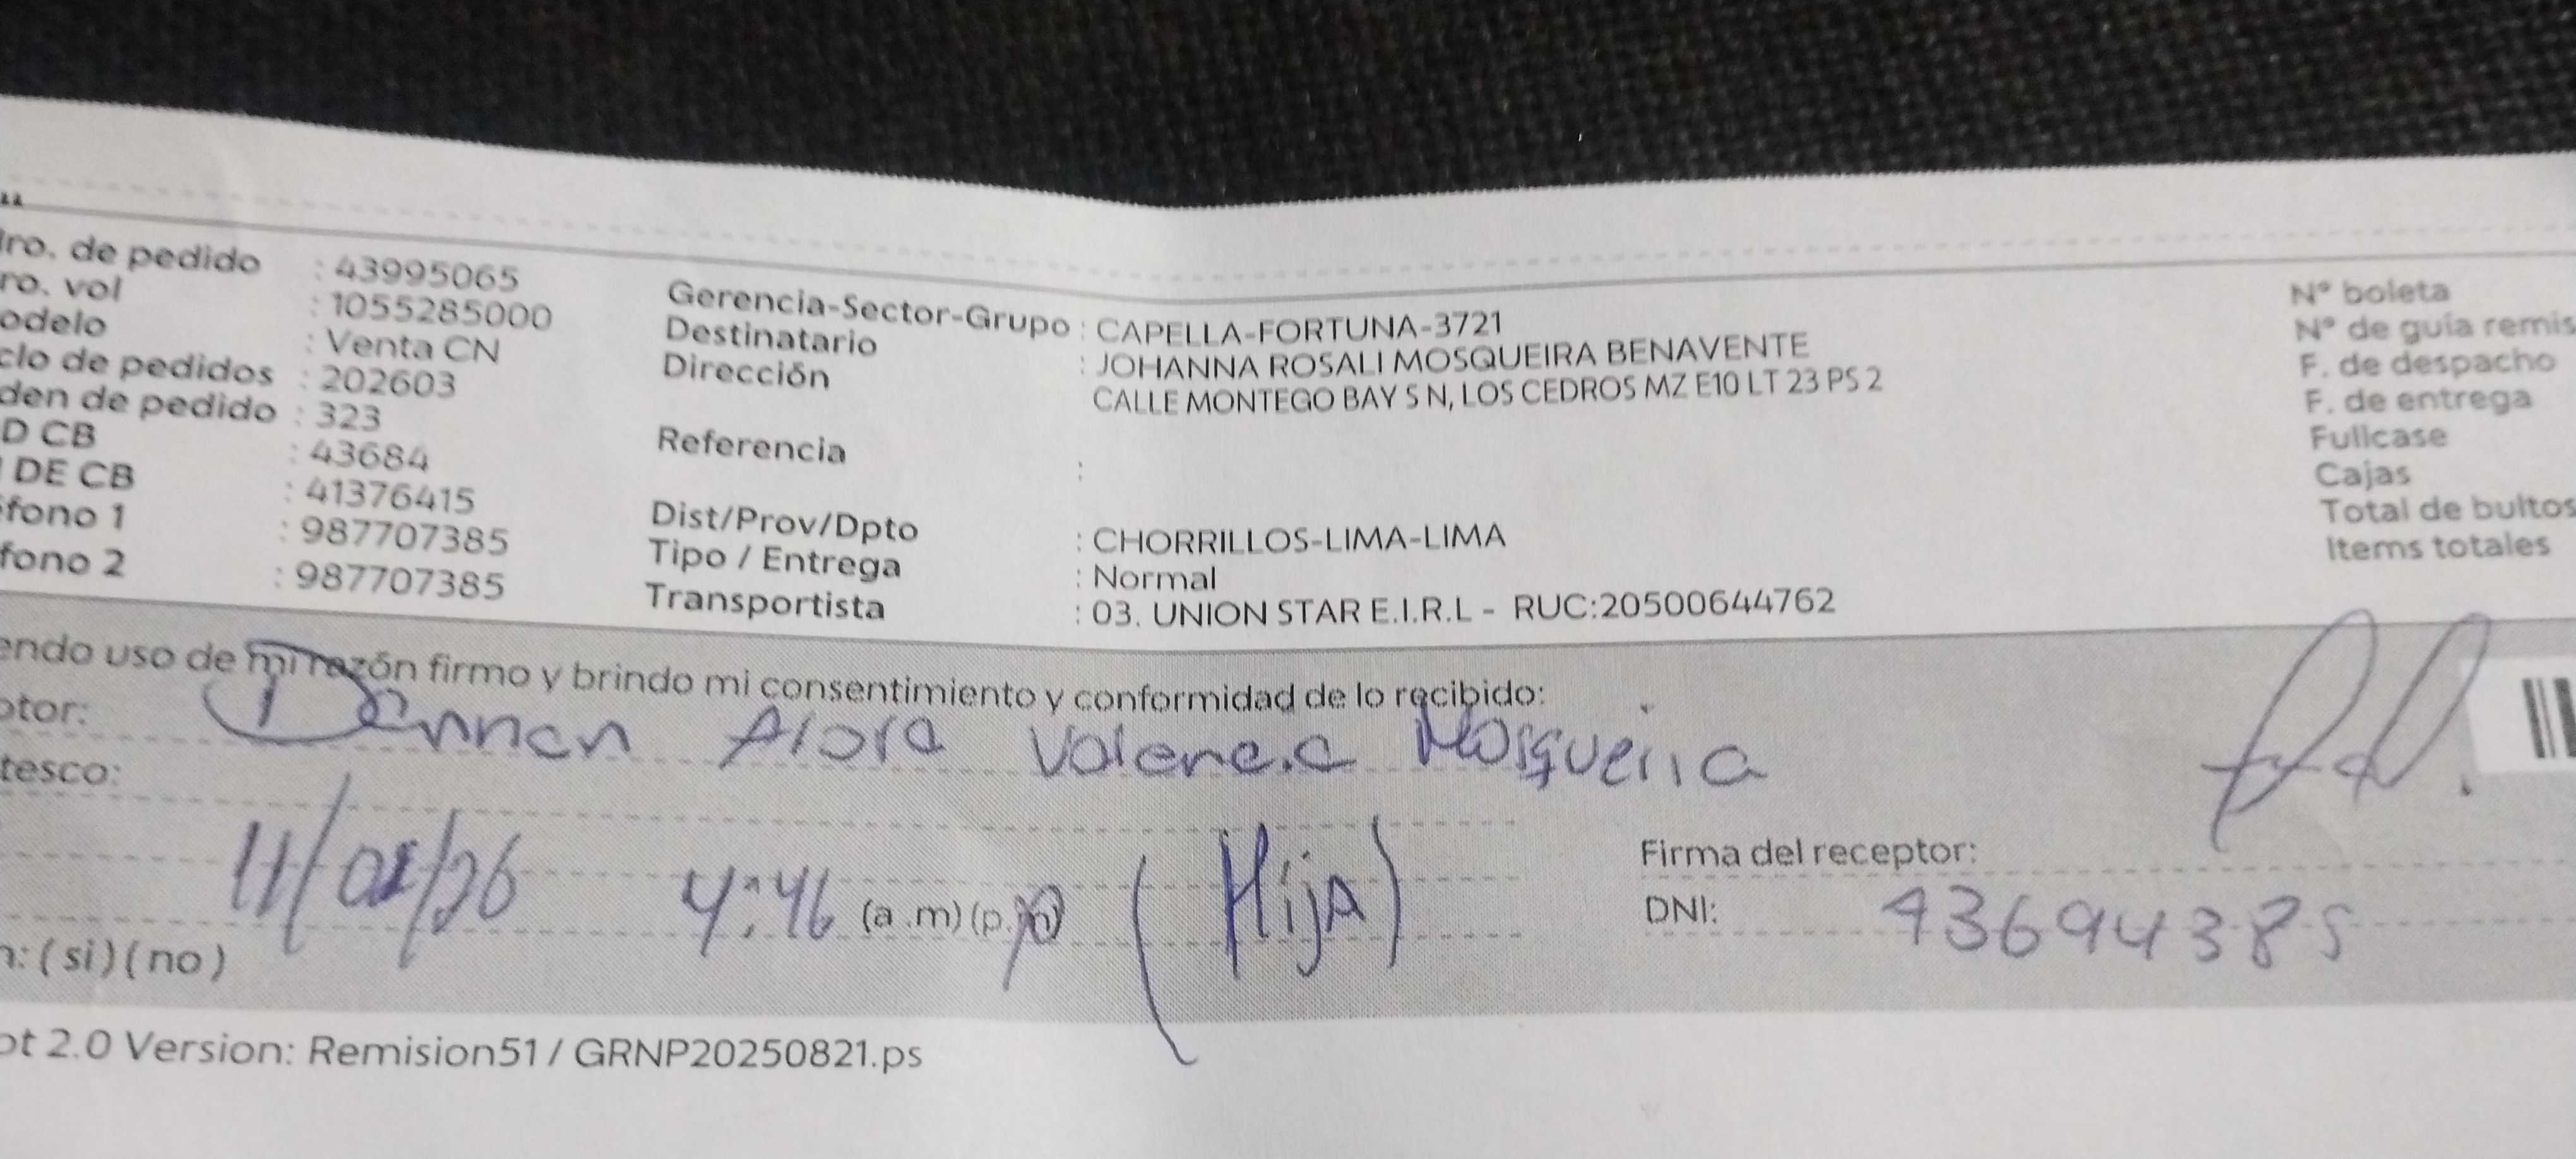 ro. de pedido : 43995065
ro. vol : 1055285000
odelo : Venta CN
clo de pedidos : 202603
den de pedido : 323
D CB : 43684
DE CB : 41376415
fono 1 : 987707385
fono 2 : 987707385
Gerencia-Sector-Grupo : CAPELLA-FORTUNA-3721
Destinatario : JOHANNA ROSALI MOSQUEIRA BENAVENTE
Dirección CALLE MONTEGO BAY S N, LOS CEDROS MZ E10 LT 23 PS 2
Referencia :
Dist/Prov/Dpto : CHORRILLOS-LIMA-LIMA
Tipo / Entrega : Normal
Transportista : 03. UNION STAR E.I.R.L - RUC:20500644762
N° boleta
N° de guía remis
F. de despacho
F. de entrega
Fullcase
Cajas
Total de bultos
Items totales
endo uso de mi razón firmo y brindo mi consentimiento y conformidad de lo recibido:
ptor: Valencia Mosqueira
tesco:
4:46 (a .m) (p.m) (Hija)
Firma del receptor:
DNI: 43694385
n: ( si ) ( no )
ot 2.0 Version: Remision51 / GRNP20250821.ps